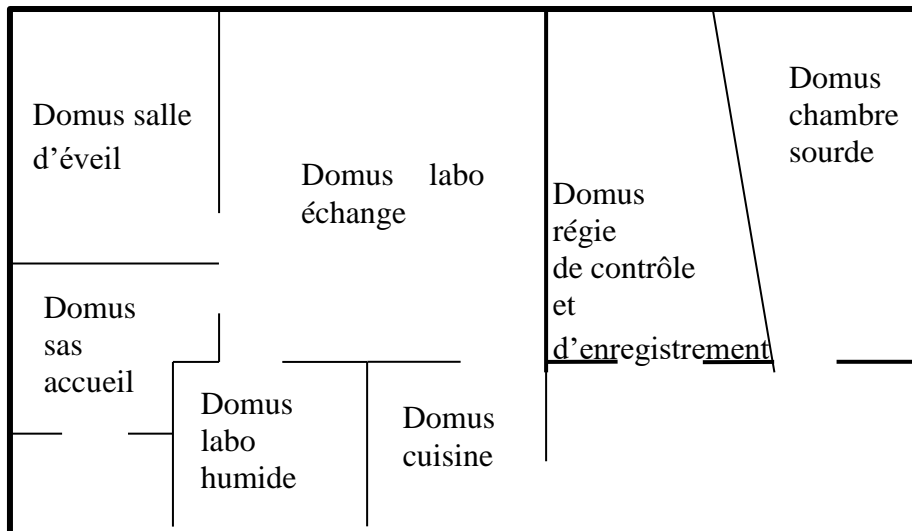 Domus salle
d’éveil
Domus labo
échange
Domus
régie
de contrôle
et
d’enregistrement
Domus
chambre
sourde
Domus
sas
accueil
Domus
labo
humide
Domus
cuisine